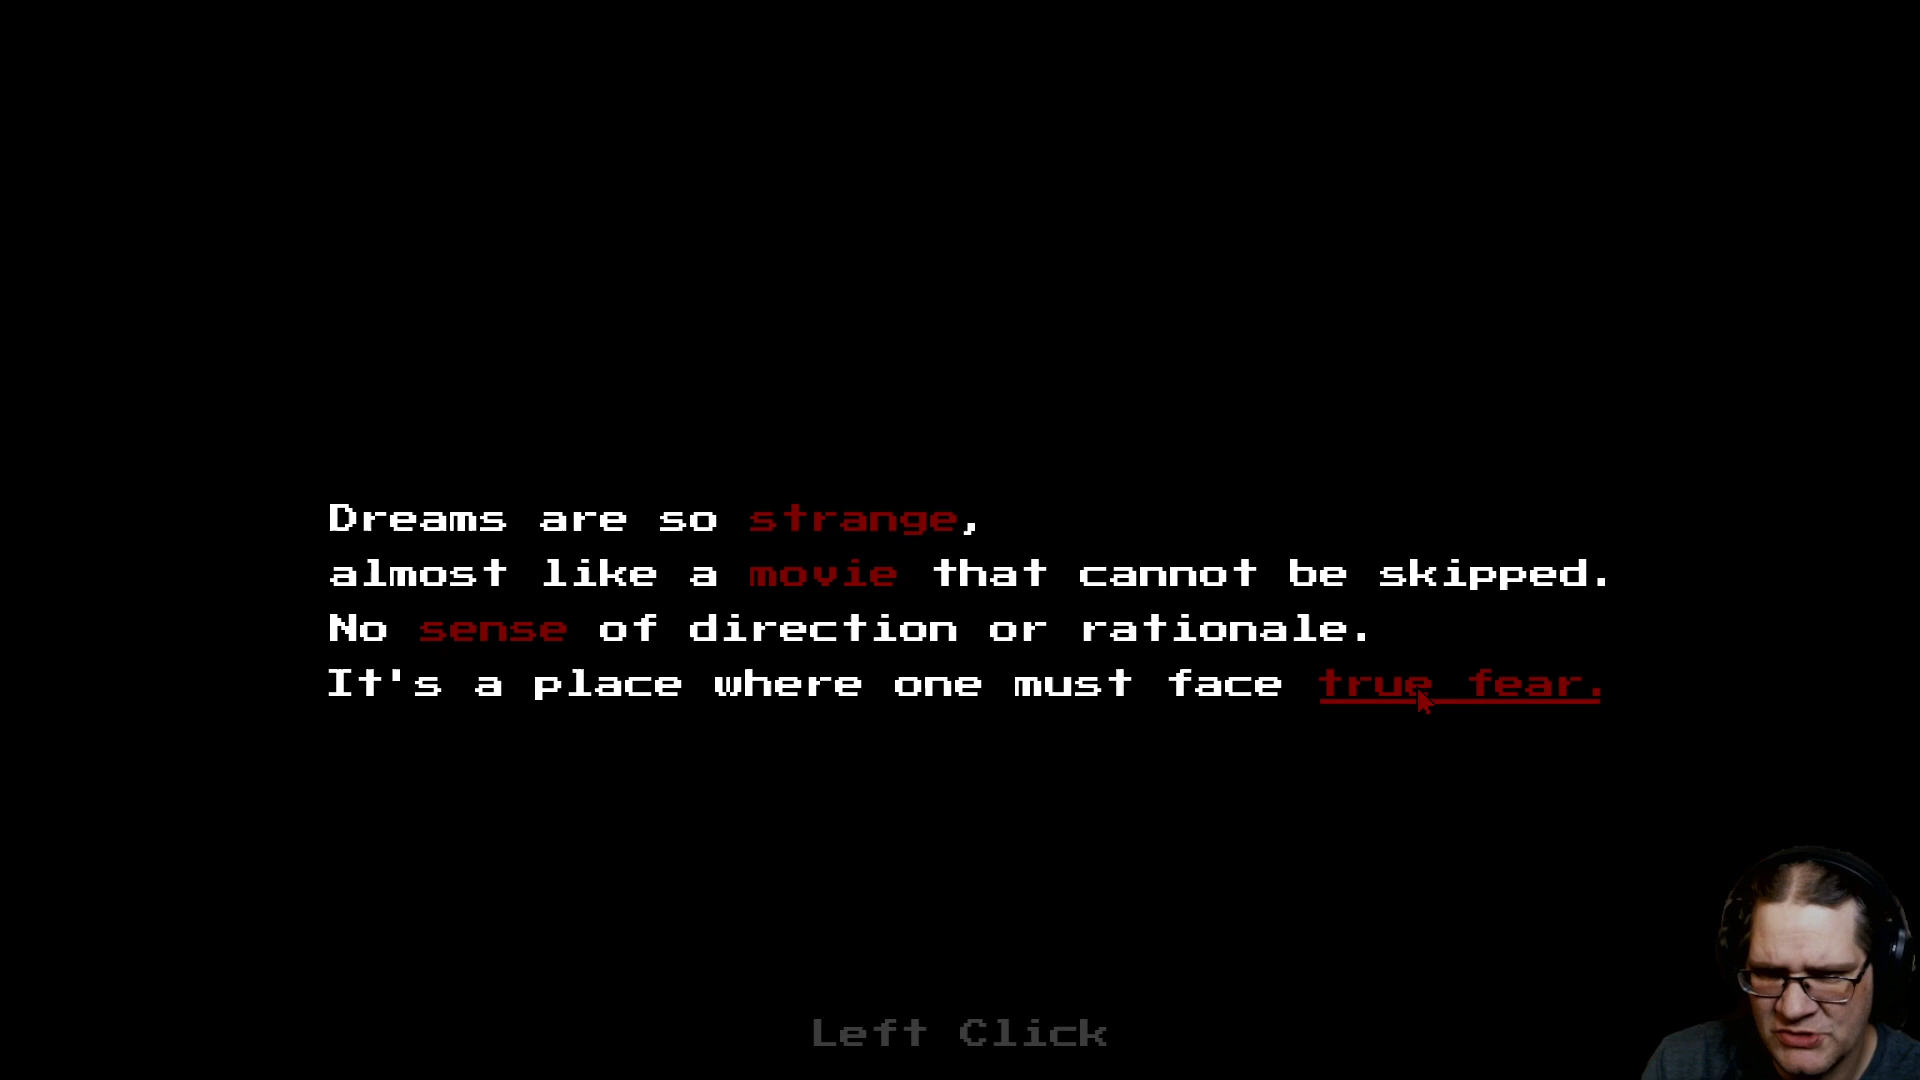 Dreams are so strange,
almost like a movie that cannot be skipped.
No sense of direction or rationale.
It's a place where one must face true fear.
Left Click